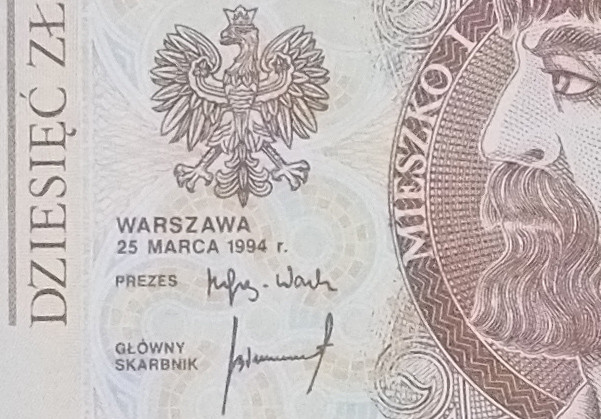 DZIESIĘĆ ZŁ
WARSZAWA
25 MARCA 1994 r.
PREZES
GŁÓWNY
SKARBNIK
MIESZKO I